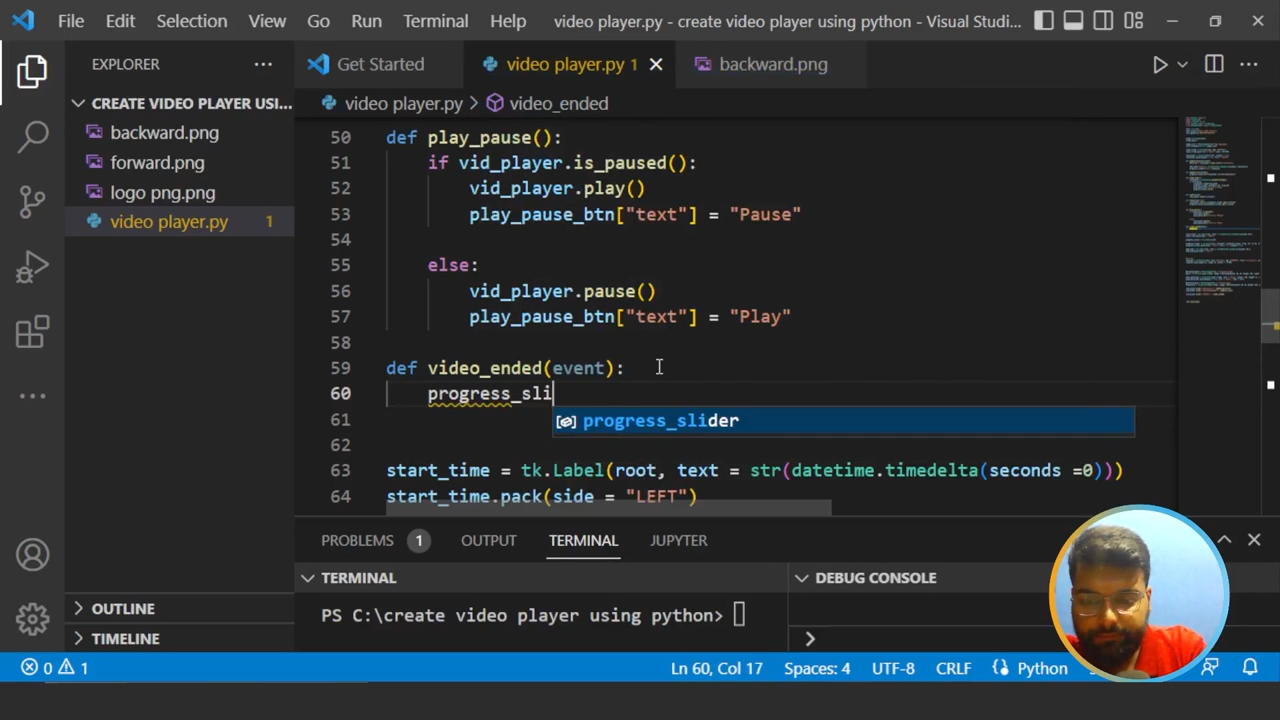 File Edit Selection View Go Run Terminal Help video player.py - create video player using python - Visual Studi...
EXPLORER ...
Get Started video player.py 1 backward.png
CREATE VIDEO PLAYER USI...
video player.py > video_ended
backward.png
forward.png
logo png.png
video player.py 1
50 def play_pause():
51 if vid_player.is_paused():
52 vid_player.play()
53 play_pause_btn["text"] = "Pause"
54
55 else:
56 vid_player.pause()
57 play_pause_btn["text"] = "Play"
58
59 def video_ended(event):
60 progress_sli
progress_slider
61
62
63 start_time = tk.Label(root, text = str(datetime.timedelta(seconds =0)))
64 start_time.pack(side = "LEFT")
PROBLEMS 1 OUTPUT TERMINAL JUPYTER
TERMINAL
DEBUG CONSOLE
PS C:\create video player using python>
>
OUTLINE
TIMELINE
0 1 Ln 60, Col 17 Spaces: 4 UTF-8 CRLF Python